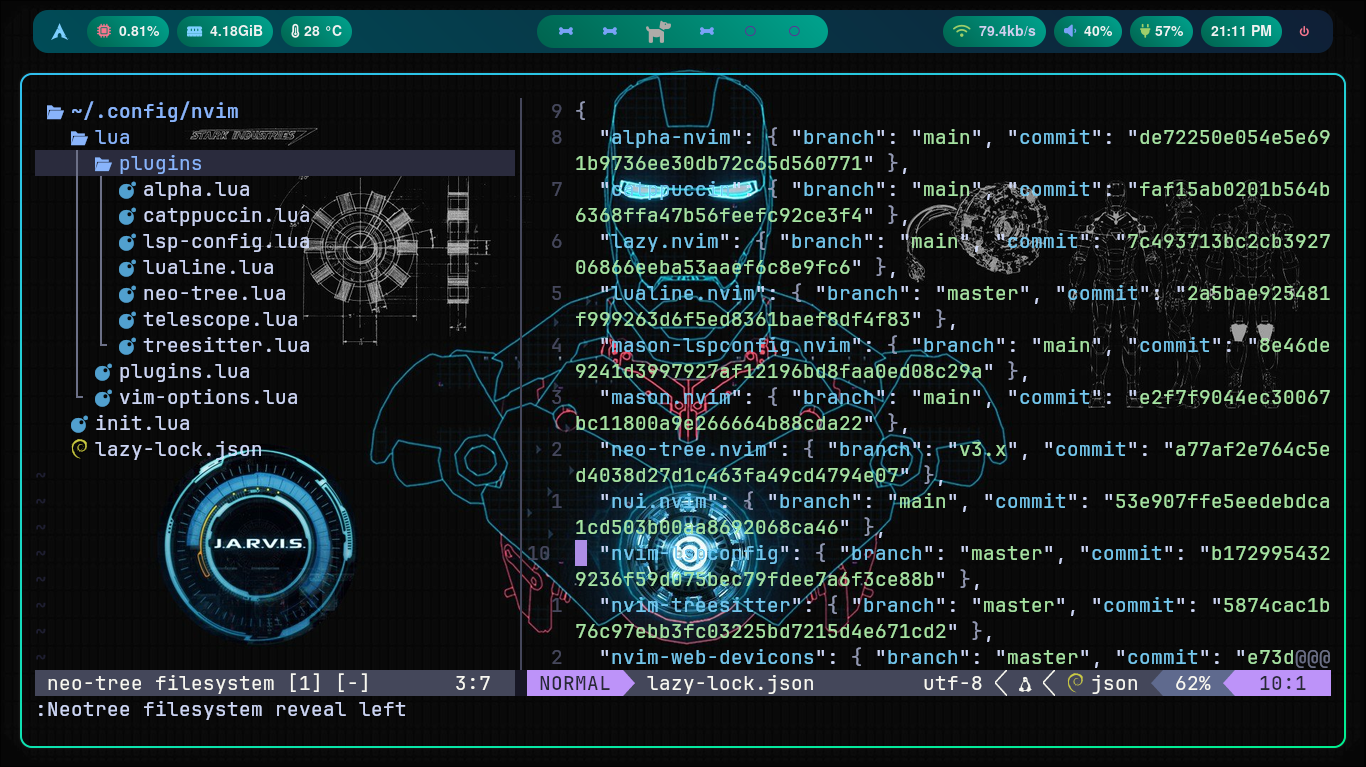 0.81% 4.18GiB 28 °C 79.4kb/s 40% 57% 21:11 PM
~/.config/nvim
lua
STARK INDUSTRIES
plugins
alpha.lua
catppuccin.lua
lsp-config.lua
lualine.lua
neo-tree.lua
telescope.lua
treesitter.lua
plugins.lua
vim-options.lua
init.lua
lazy-lock.json
J.A.R.V.I.S.
neo-tree filesystem [1] [-] 3:7
9 {
8 "alpha-nvim": { "branch": "main", "commit": "de72250e054e5e69
1b9736ee30db72c65d560771" },
7 "catppuccin": { "branch": "main", "commit": "faf15ab0201b564b
6368ffa47b56feefc92ce3f4" },
6 "lazy.nvim": { "branch": "main", "commit": "7c493713bc2cb3927
06866eeba53aaef6c8e9fc6" },
5 "lualine.nvim": { "branch": "master", "commit": "2a5bae925481
f999263d6f5ed8361baef8df4f83" },
4 "mason-lspconfig.nvim": { "branch": "main", "commit": "8e46de
9241d3997927af12196bd8faa0ed08c29a" },
3 "mason.nvim": { "branch": "main", "commit": "e2f7f9044ec30067
bc11800a9e266664b88cda22" },
2 "neo-tree.nvim": { "branch": "v3.x", "commit": "a77af2e764c5e
d4038d27d1c463fa49cd4794e07" },
1 "nui.nvim": { "branch": "main", "commit": "53e907ffe5eedebdca
1cd503b00aa8692068ca46" },
10 "nvim-lspconfig": { "branch": "master", "commit": "b172995432
9236f59d075bec79fdee7a6f3ce88b" },
1 "nvim-treesitter": { "branch": "master", "commit": "5874cac1b
76c97ebb3fc03225bd7215d4e671cd2" },
2 "nvim-web-devicons": { "branch": "master", "commit": "e73d@@@
NORMAL lazy-lock.json utf-8 json 62% 10:1
:Neotree filesystem reveal left